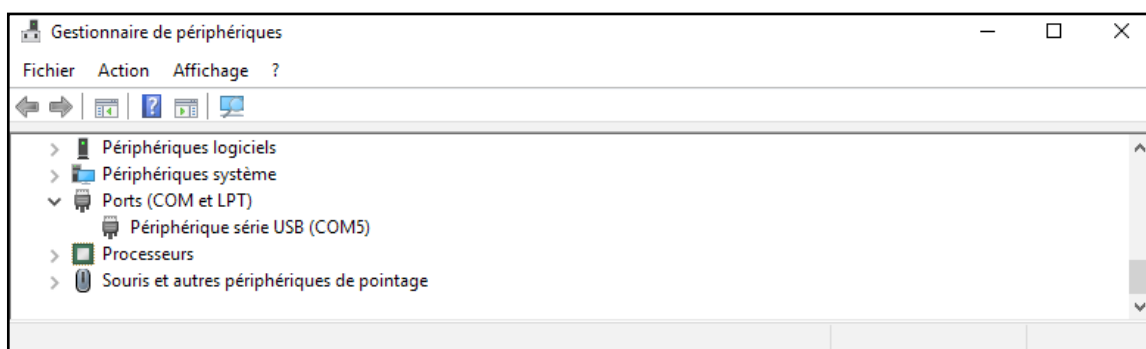 Gestionnaire de périphériques
Fichier Action Affichage ?
Périphériques logiciels
Périphériques système
Ports (COM et LPT)
Périphérique série USB (COM5)
Processeurs
Souris et autres périphériques de pointage